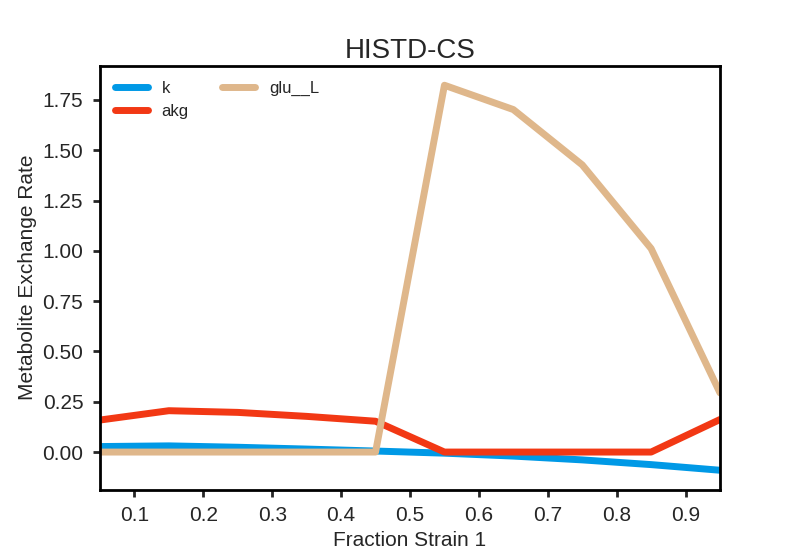 HISTD-CS
k
akg
glu__L
Metabolite Exchange Rate
1.75
1.50
1.25
1.00
0.75
0.50
0.25
0.00
0.1 0.2 0.3 0.4 0.5 0.6 0.7 0.8 0.9
Fraction Strain 1